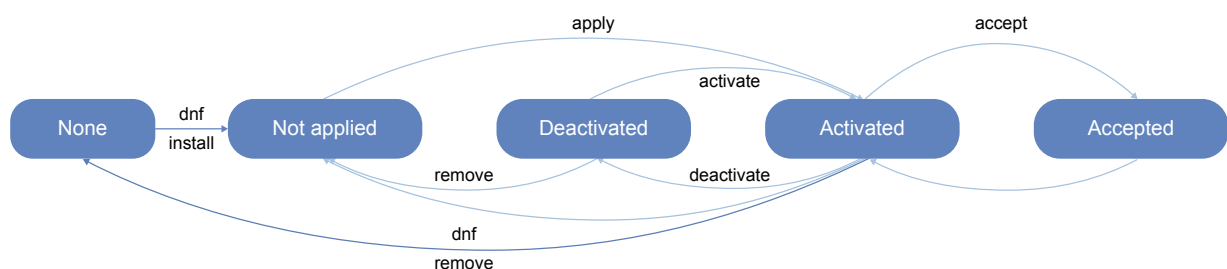 apply
accept
activate
dnf
install
None
Not applied
Deactivated
Activated
Accepted
remove
deactivate
dnf
remove